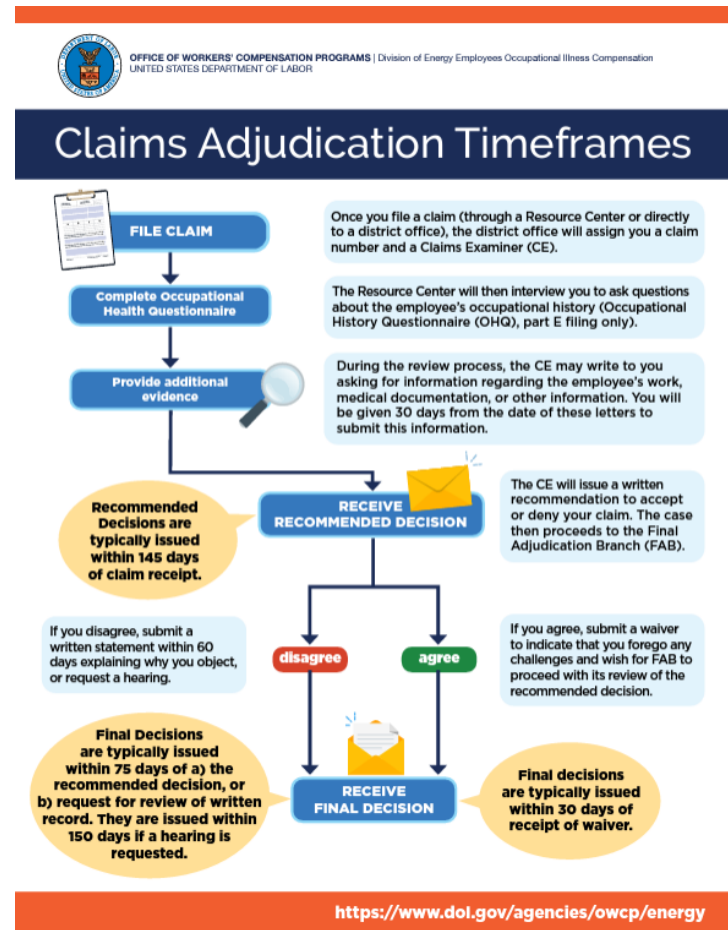 OFFICE OF WORKERS' COMPENSATION PROGRAMS | Division of Energy Employees Occupational Illness Compensation
UNITED STATES DEPARTMENT OF LABOR
Claims Adjudication Timeframes
FILE CLAIM
Once you file a claim (through a Resource Center or directly
to a district office), the district office will assign you a claim
number and a Claims Examiner (CE).
Complete Occupational
Health Questionnaire
The Resource Center will then interview you to ask questions
about the employee's occupational history (Occupational
History Questionnaire (OHQ), part E filing only).
Provide additional
evidence
During the review process, the CE may write to you
asking for information regarding the employee's work,
medical documentation, or other information. You will
be given 30 days from the date of these letters to
submit this information.
RECEIVE
RECOMMENDED DECISION
The CE will issue a written
recommendation to accept
or deny your claim. The case
then proceeds to the Final
Adjudication Branch (FAB).
Recommended
Decisions are
typically issued
within 145 days
of claim receipt.
If you disagree, submit a
written statement within 60
days explaining why you object,
or request a hearing.
disagree
agree
If you agree, submit a waiver
to indicate that you forego any
challenges and wish for FAB to
proceed with its review of the
recommended decision.
Final Decisions
are typically issued
within 75 days of a) the
recommended decision, or
b) request for review of written
record. They are issued within
150 days if a hearing is
requested.
RECEIVE
FINAL DECISION
Final decisions
are typically issued
within 30 days of
receipt of waiver.
https://www.dol.gov/agencies/owcp/energy